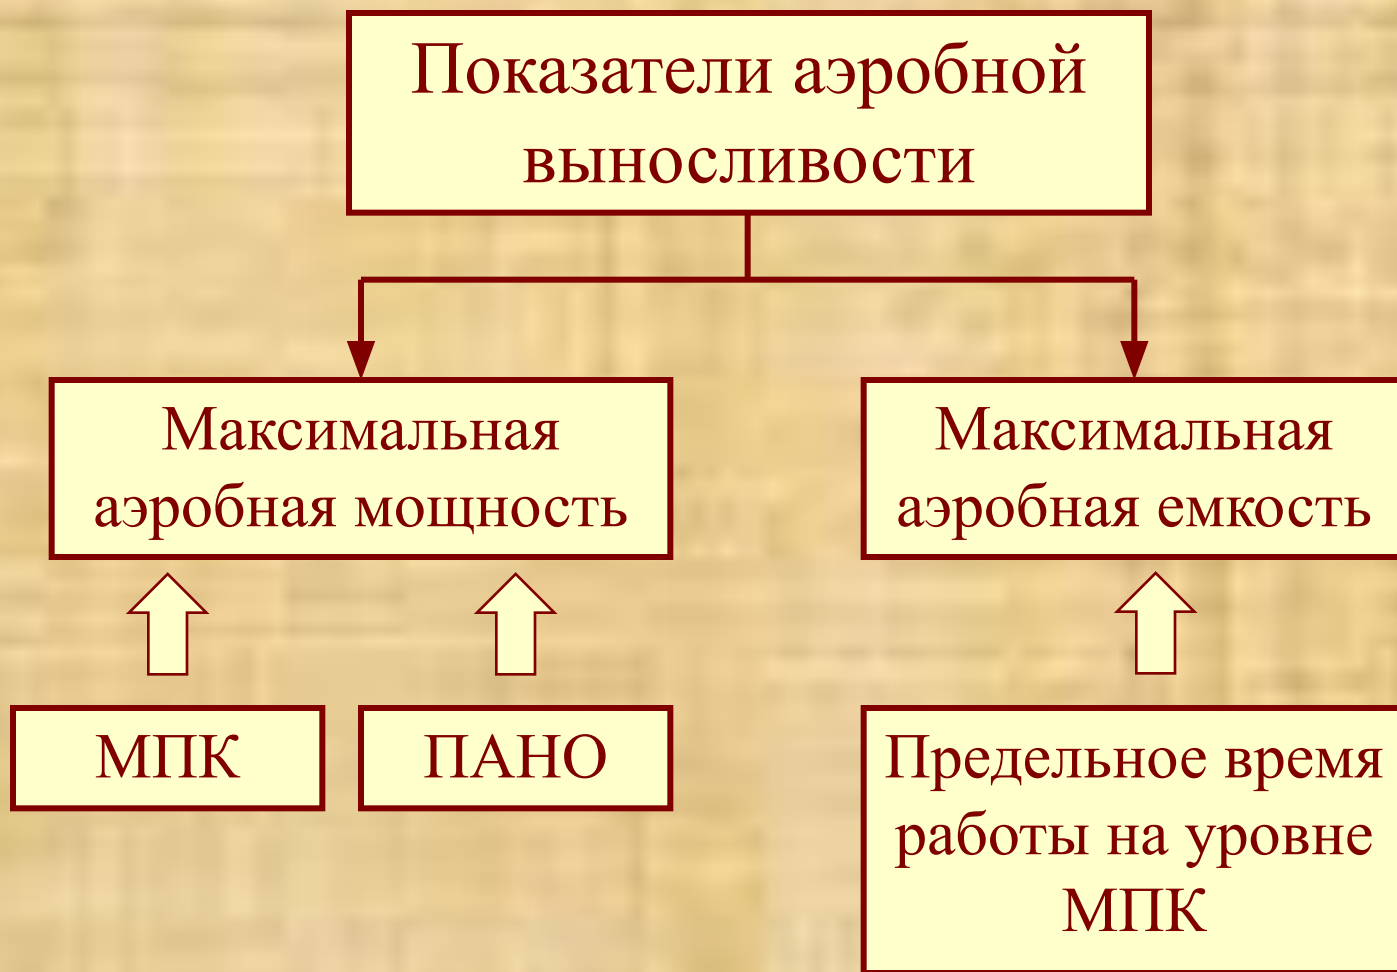 Показатели аэробной
выносливости
Максимальная
аэробная мощность
Максимальная
аэробная емкость
МПК
ПАНО
Предельное время
работы на уровне
МПК